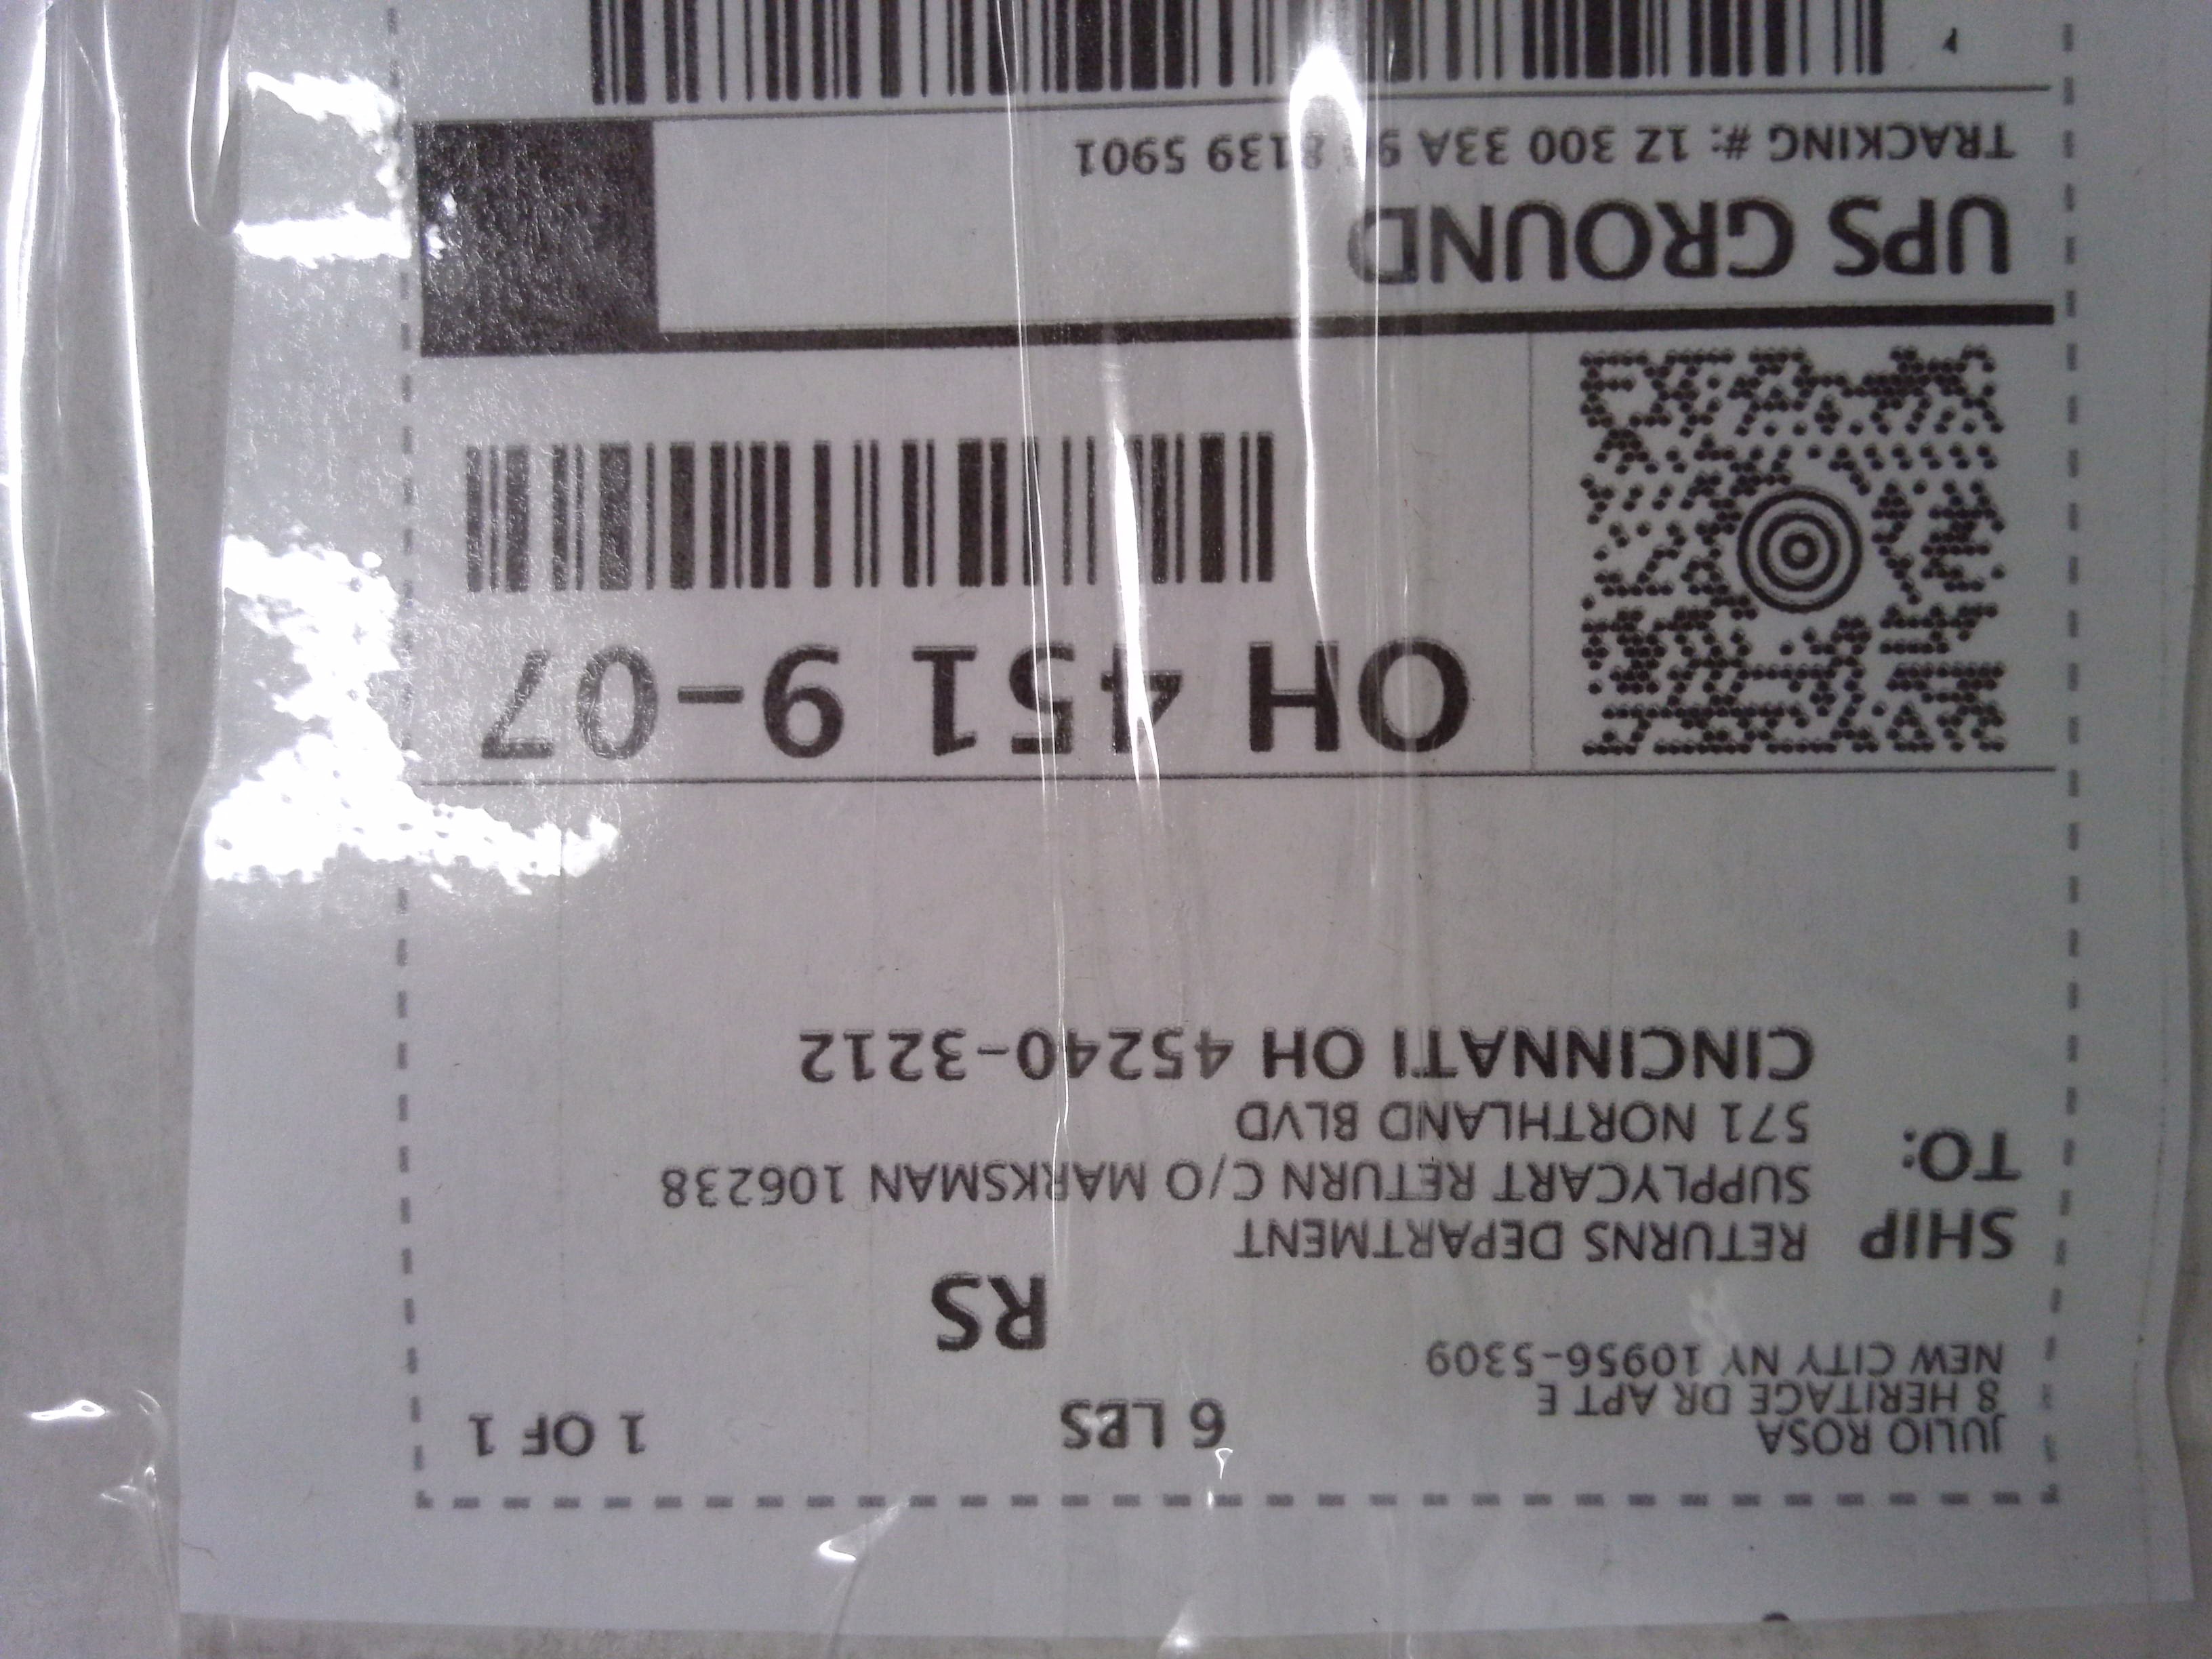 JULIO ROSA
8 HERITAGE DR APT E
NEW CITY NY 10956-5309
6 LBS
1 OF 1
RS
SHIP
TO:
RETURNS DEPARTMENT
SUPPLYCART RETURN C/O MARKSMAN 106238
571 NORTHLAND BLVD
CINCINNATI OH 45240-3212
OH 451 9-07
UPS GROUND
TRACKING #: 1Z 300 33A 8139 5901